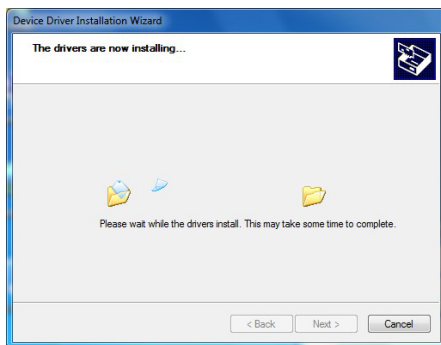 Device Driver Installation Wizard
The drivers are now installing...
Please wait while the drivers install. This may take some time to complete.
< Back Next > Cancel